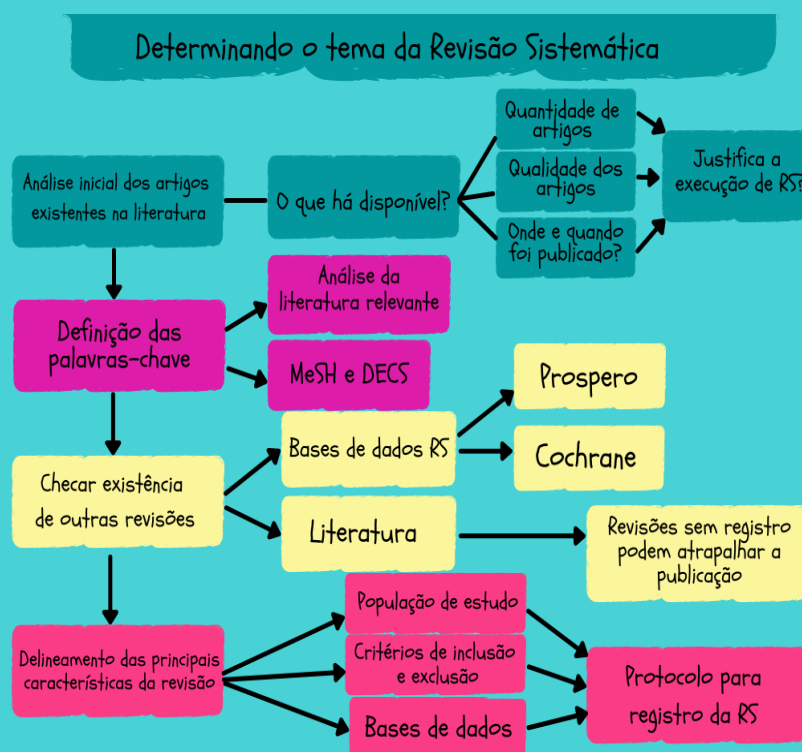 Determinando o tema da Revisão Sistemática
Análise inicial dos artigos
existentes na literatura
O que há disponível?
Quantidade de
artigos
Qualidade dos
artigos
Onde e quando
foi publicado?
Justifica a
execução de RS?
Definição das
palavras-chave
Análise da
literatura relevante
MeSH e DECS
Checar existência
de outras revisões
Bases de dados RS
Prospero
Cochrane
Literatura
Revisões sem registro
podem atrapalhar a
publicação
Delineamento das principais
características da revisão
População de estudo
Critérios de inclusão
e exclusão
Bases de dados
Protocolo para
registro da RS